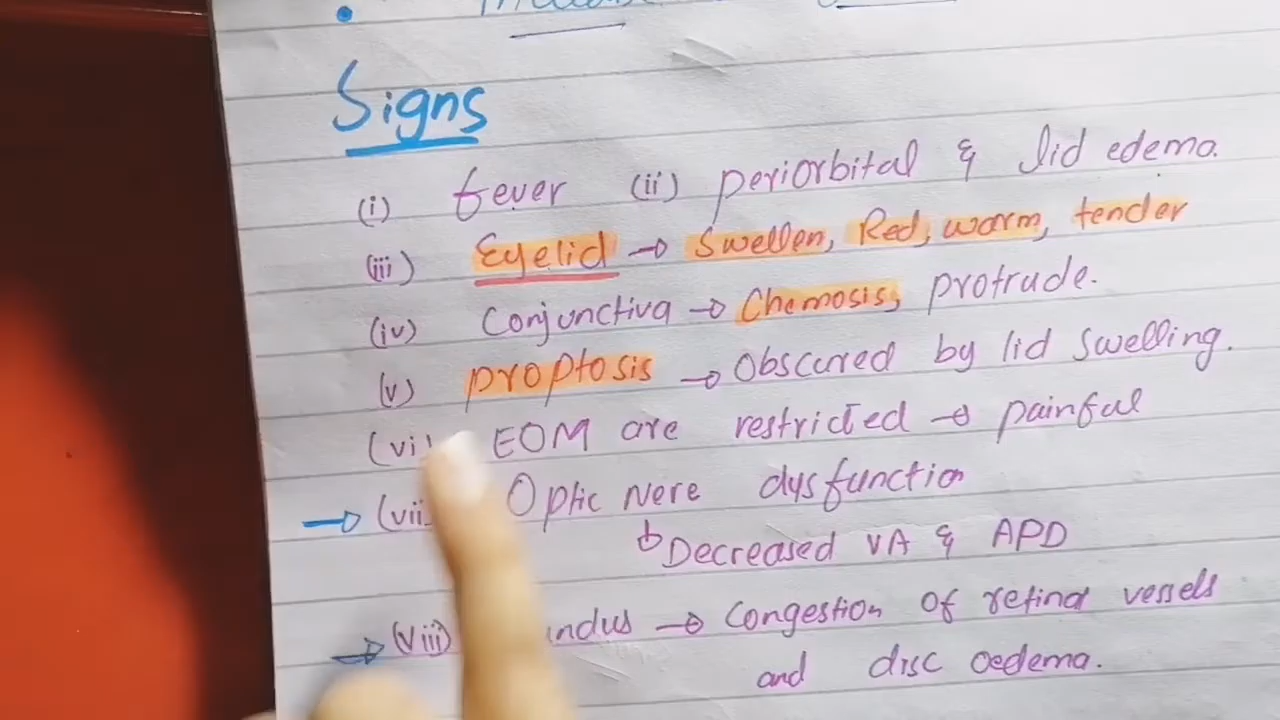 Signs
(i) fever (ii) periorbital & lid edema.
(iii) Eyelid → Swellen, Red, warm, tender
(iv) Conjunctiva → Chemosis, protrude.
(v) proptosis → Obscured by lid swelling.
(vi) EOM are restricted → painful
→ (vii) Optic Nere dysfunction
↳ Decreased VA & APD
→ (viii) → Congestion of retinal vessels
and disc oedema.